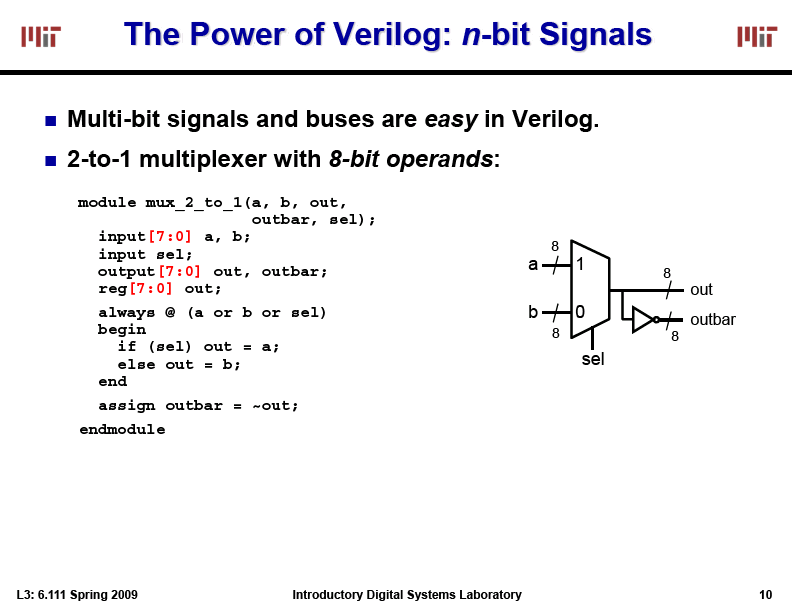 MIT
The Power of Verilog: n-bit Signals
MIT
Multi-bit signals and buses are easy in Verilog.
2-to-1 multiplexer with 8-bit operands:
module mux_2_to_1(a, b, out,
outbar, sel);
input[7:0] a, b;
input sel;
output[7:0] out, outbar;
reg[7:0] out;
always @ (a or b or sel)
begin
if (sel) out = a;
else out = b;
end
assign outbar = ~out;
endmodule
8
a
1
8
out
b
0
outbar
8
8
sel
L3: 6.111 Spring 2009
Introductory Digital Systems Laboratory
10